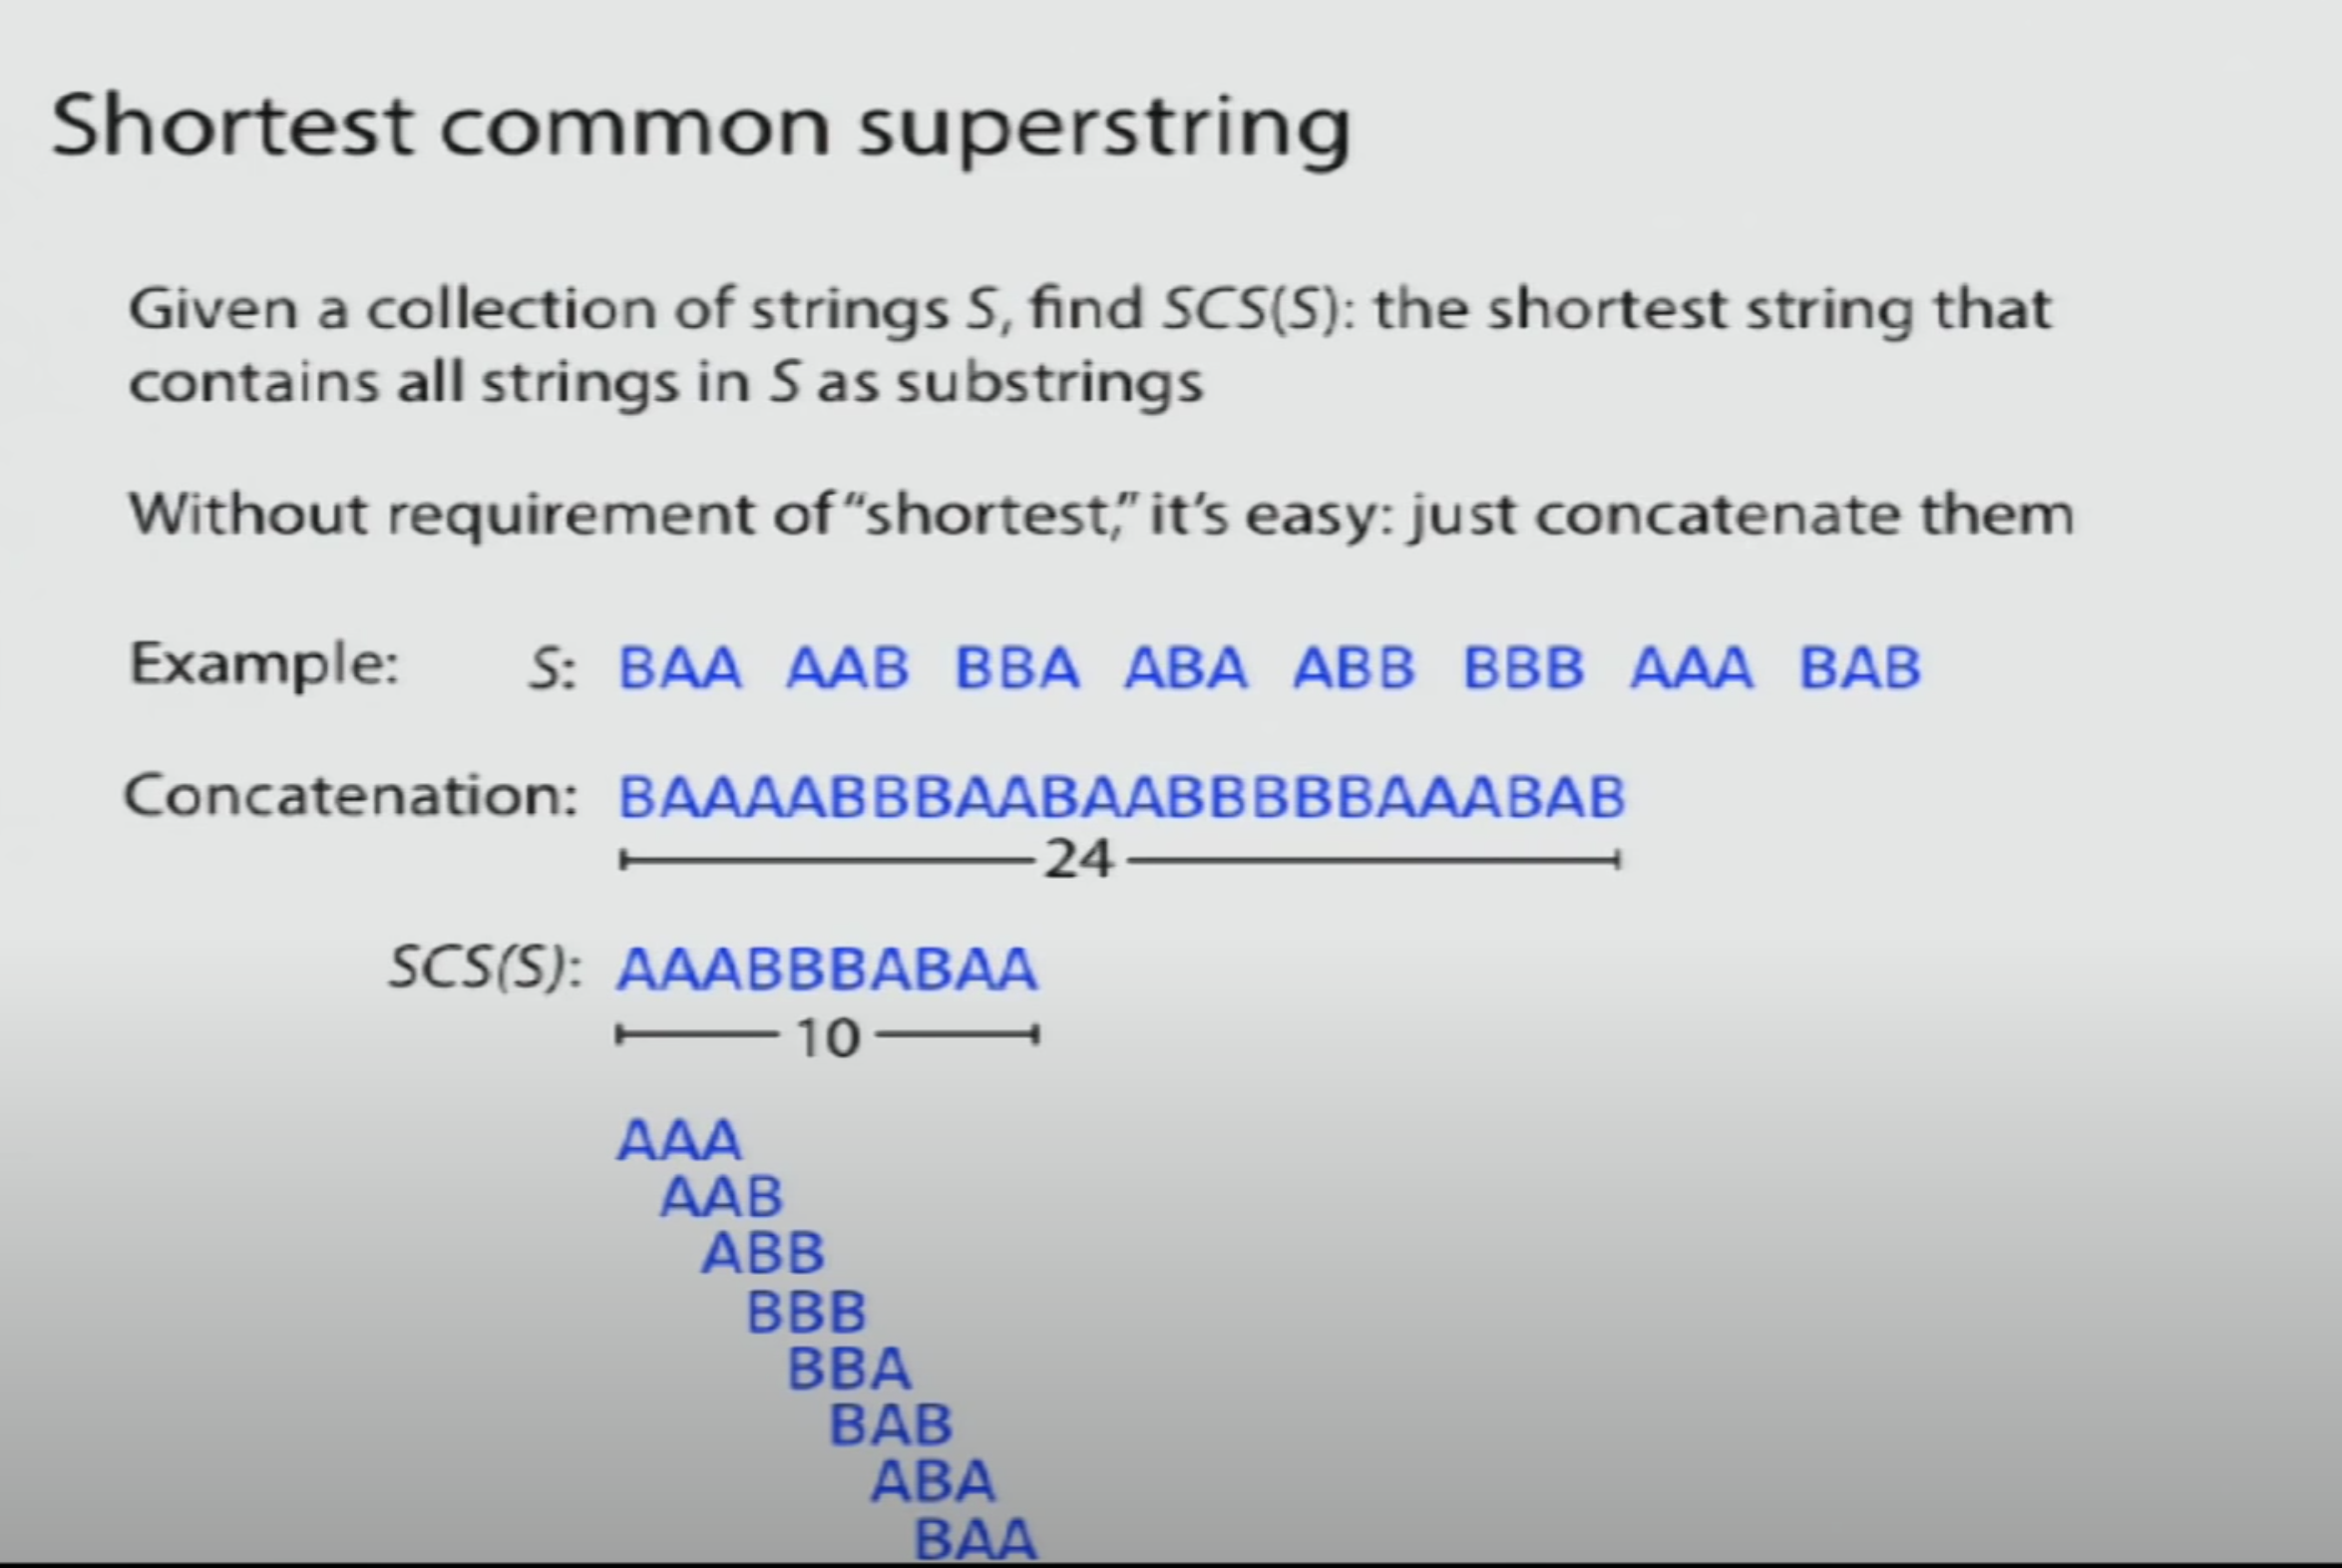 Shortest common superstring
Given a collection of strings S, find SCS(S): the shortest string that
contains all strings in S as substrings
Without requirement of “shortest,” it’s easy: just concatenate them
Example: S: BAA AAB BBA ABA ABB BBB AAA BAB
Concatenation: BAAAABBBAABAABBBBBAAABAB
24
SCS(S): AAABBBABAA
10
AAA
AAB
ABB
BBB
BBA
BAB
ABA
BAA